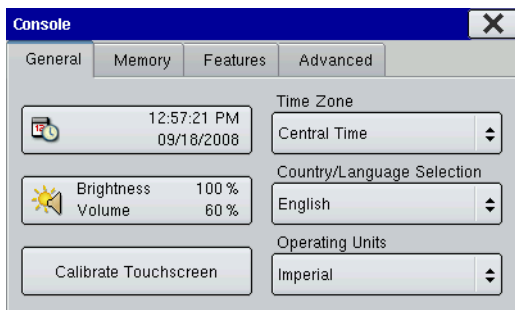 Console
General Memory Features Advanced
12:57:21 PM
09/18/2008
Brightness 100 %
Volume 60 %
Calibrate Touchscreen
Time Zone
Central Time
Country/Language Selection
English
Operating Units
Imperial